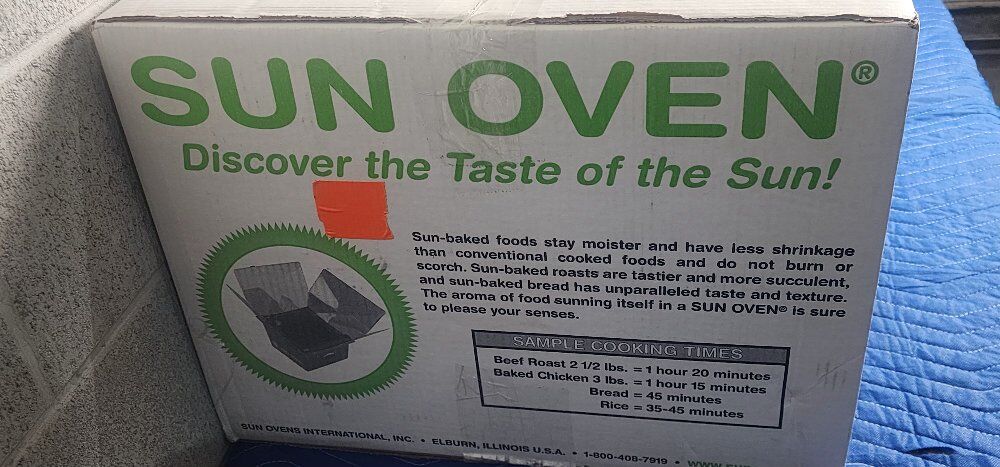 SUN OVEN®
Discover the Taste of the Sun!
Sun-baked foods stay moister and have less shrinkage
than conventional cooked foods and do not burn or
scorch. Sun-baked roasts are tastier and more succulent,
and sun-baked bread has unparalleled taste and texture.
The aroma of food sunning itself in a SUN OVEN® is sure
to please your senses.
SAMPLE COOKING TIMES
Beef Roast 2 1/2 lbs. = 1 hour 20 minutes
Baked Chicken 3 lbs. = 1 hour 15 minutes
Bread = 45 minutes
Rice = 35-45 minutes
SUN OVENS INTERNATIONAL, INC. • ELBURN, ILLINOIS U.S.A. • 1-800-408-7919 •